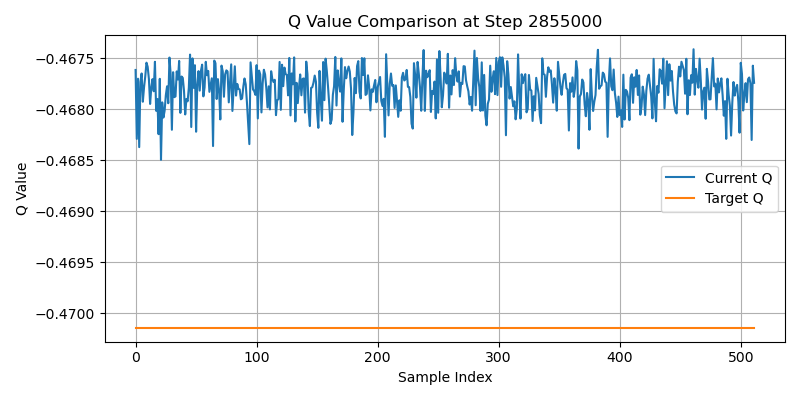 Q Value Comparison at Step 2855000
Q Value
−0.4675
−0.4680
−0.4685
−0.4690
−0.4695
−0.4700
Current Q
Target Q
0 100 200 300 400 500
Sample Index